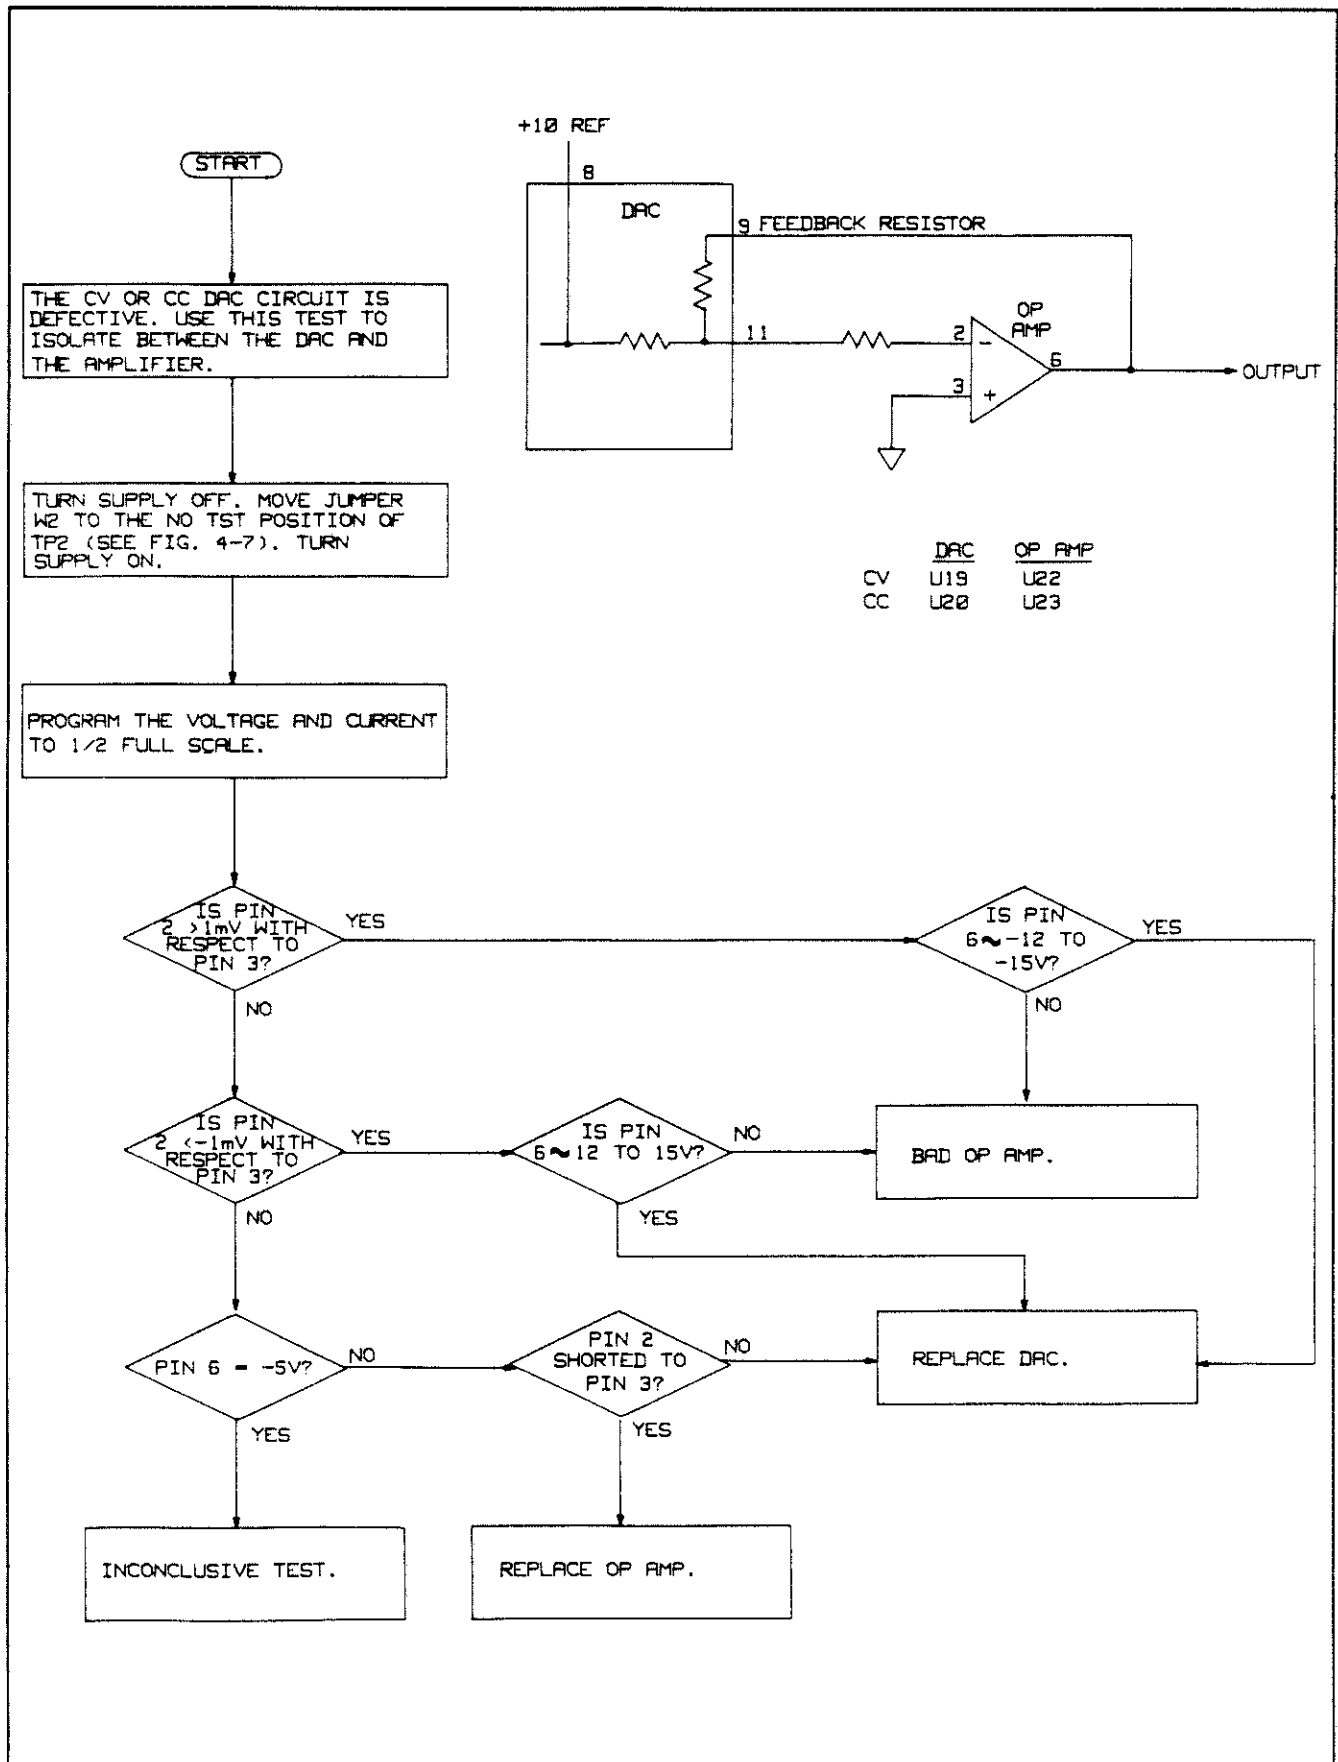 START
THE CV OR CC DAC CIRCUIT IS
DEFECTIVE. USE THIS TEST TO
ISOLATE BETWEEN THE DAC AND
THE AMPLIFIER.
TURN SUPPLY OFF. MOVE JUMPER
W2 TO THE NO TST POSITION OF
TP2 (SEE FIG. 4-7). TURN
SUPPLY ON.
PROGRAM THE VOLTAGE AND CURRENT
TO 1/2 FULL SCALE.
+10 REF
8
DAC
9 FEEDBACK RESISTOR
11
2
-
OP
AMP
3
+
6
OUTPUT
DAC OP AMP
CV U19 U22
CC U20 U23
IS PIN
2 >1mV WITH
RESPECT TO
PIN 3?
YES
NO
IS PIN
6~-12 TO
-15V?
YES
NO
IS PIN
2 <-1mV WITH
RESPECT TO
PIN 3?
YES
NO
IS PIN
6~12 TO 15V?
NO
YES
BAD OP AMP.
PIN 6 = -5V?
NO
YES
PIN 2
SHORTED TO
PIN 3?
NO
YES
REPLACE DAC.
INCONCLUSIVE TEST.
REPLACE OP AMP.